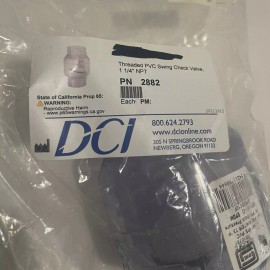 Threaded PVC Swing Check Valve,
1 1/4" NPT
PN 2882
Each PM:
State of California Prop 65:
WARNING:
Reproductive Harm
- www.p65warnings.ca.gov
DCI
800.624.2793
www.dcionline.com
305 N SPRINGBROOK ROAD
NEWBERG, OREGON 97132